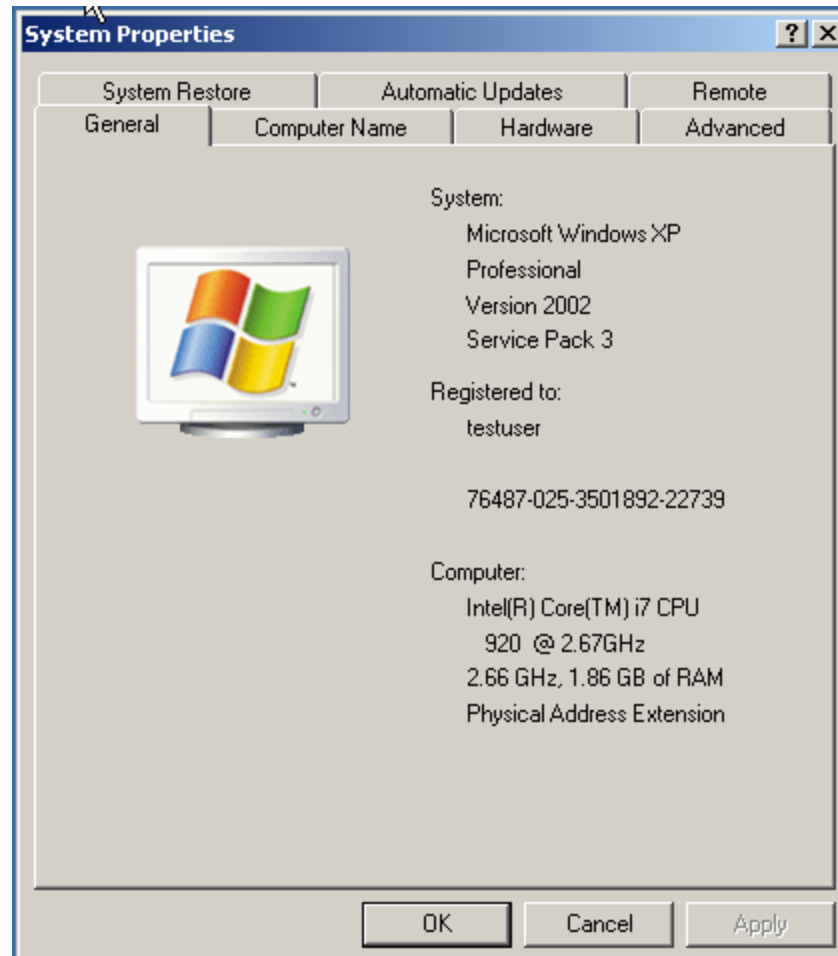 System Properties
System Restore
Automatic Updates
Remote
General
Computer Name
Hardware
Advanced
System:
Microsoft Windows XP
Professional
Version 2002
Service Pack 3
Registered to:
testuser
76487-025-3501892-22739
Computer:
Intel(R) Core(TM) i7 CPU
920 @ 2.67GHz
2.66 GHz, 1.86 GB of RAM
Physical Address Extension
OK
Cancel
Apply